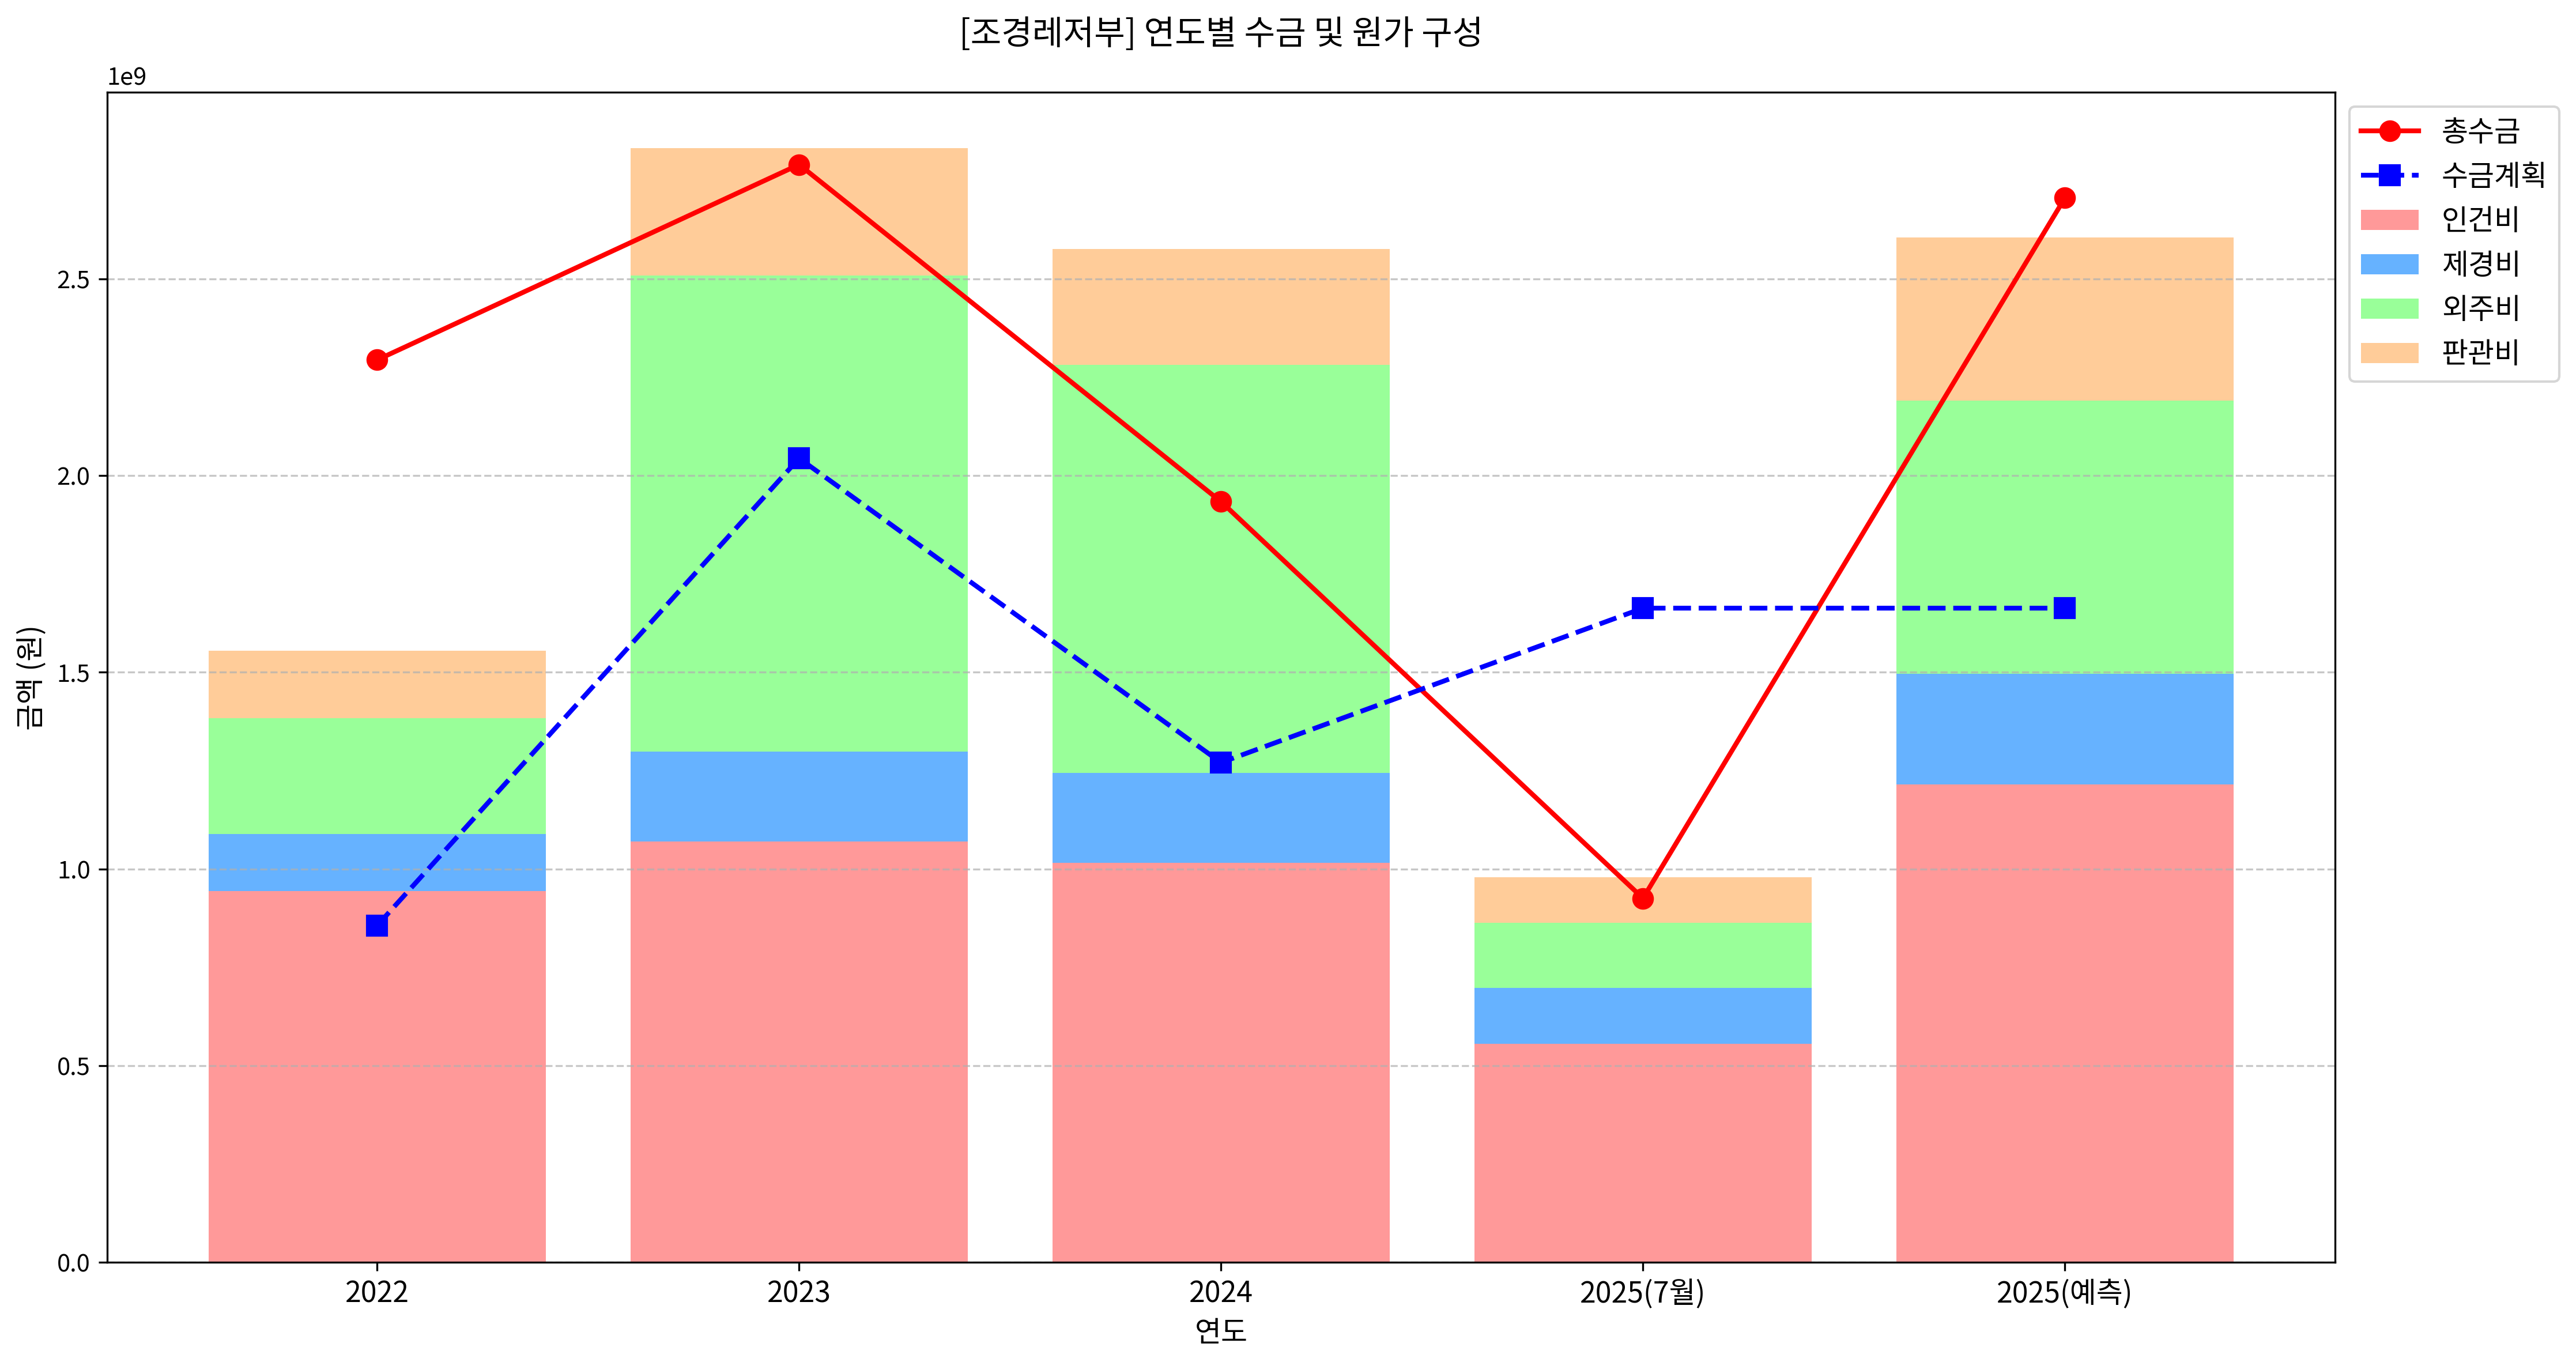 [조경레저부] 연도별 수금 및 원가 구성
1e9
총수금
수금계획
인건비
제경비
외주비
판관비
2.5
2.0
1.5
1.0
0.5
0.0
금액 (원)
2022 2023 2024 2025(7월) 2025(예측)
연도